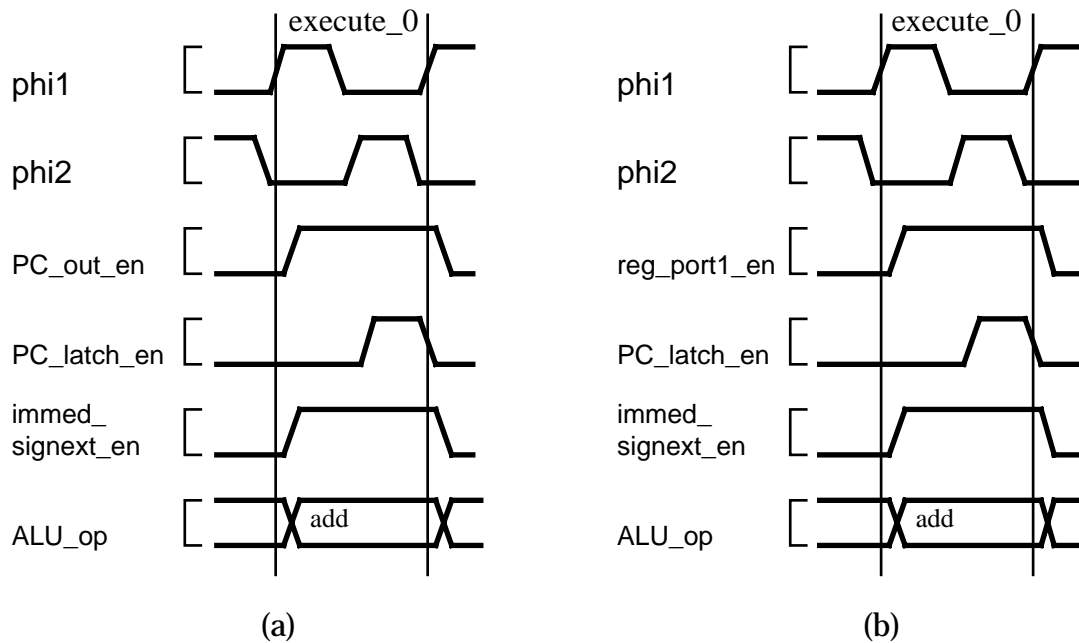 execute_0
phi1
phi2
PC_out_en
PC_latch_en
immed_
signext_en
ALU_op
add
(a)
execute_0
phi1
phi2
reg_port1_en
PC_latch_en
immed_
signext_en
ALU_op
add
(b)